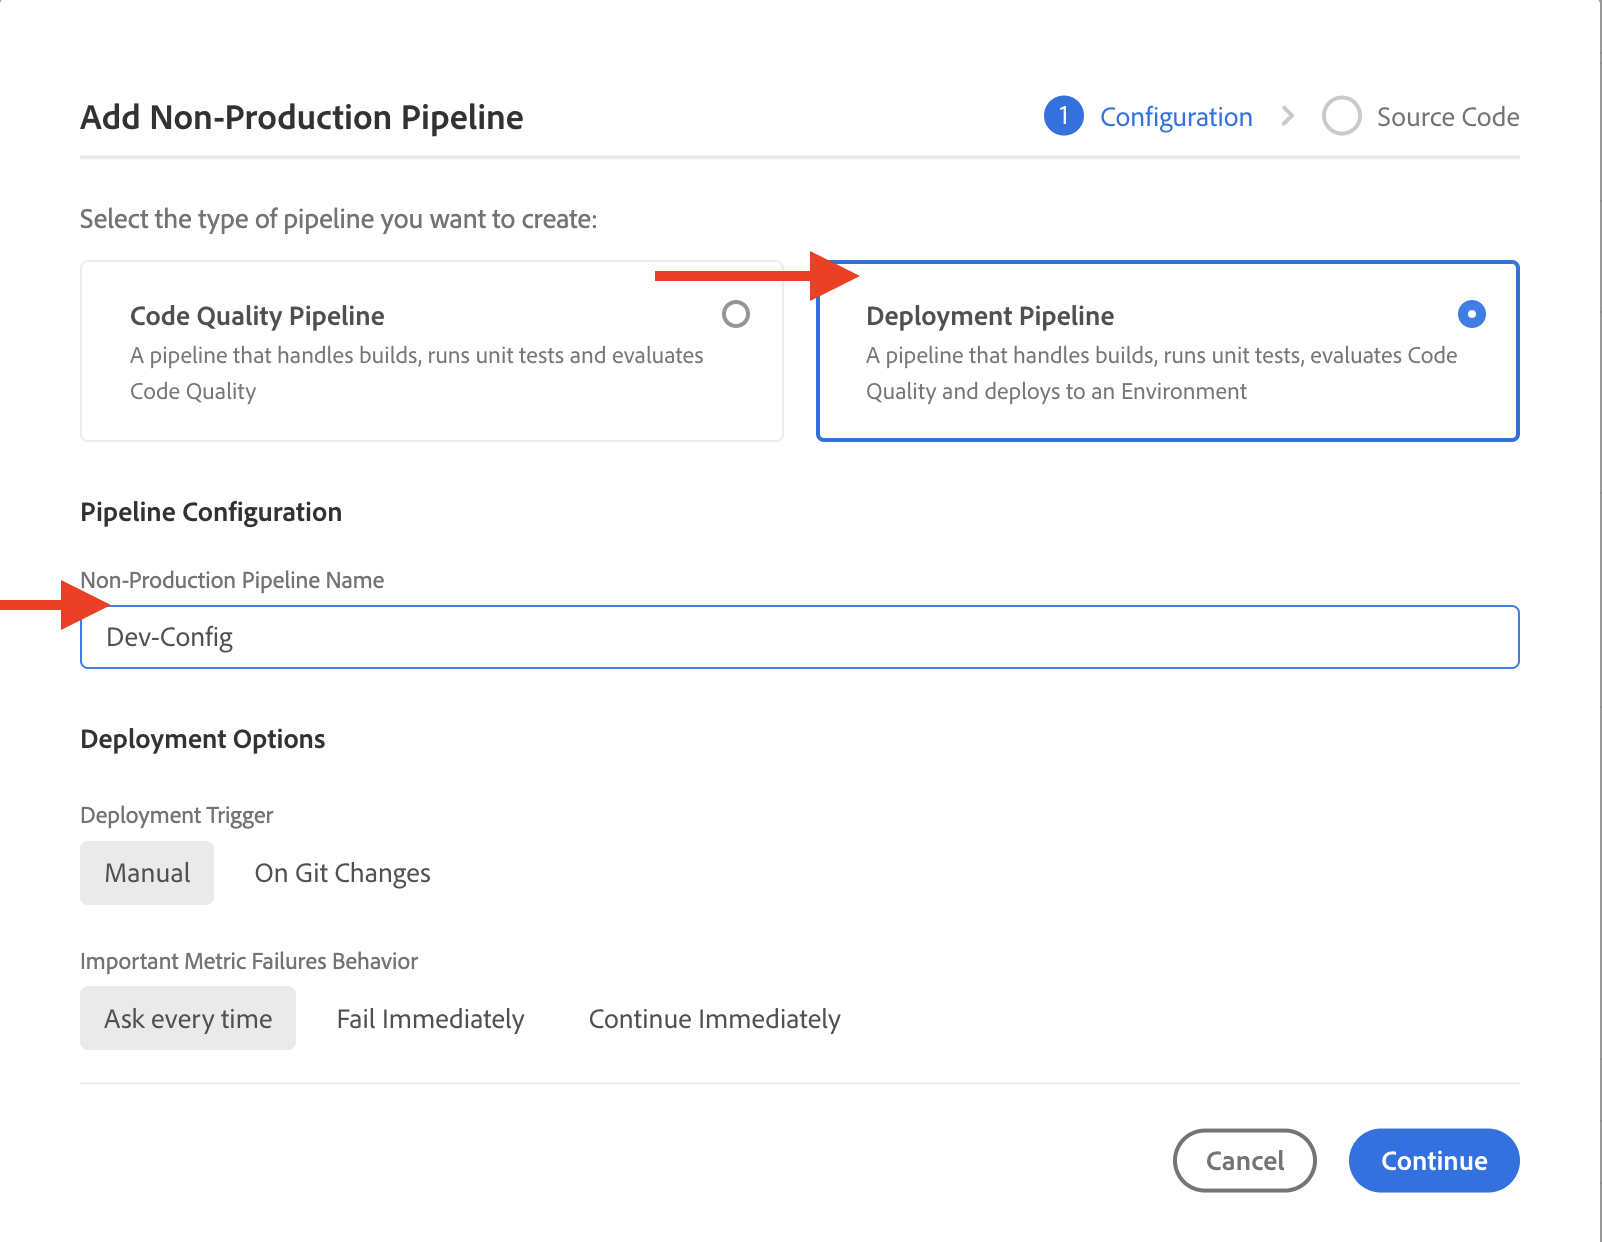 Add Non-Production Pipeline
1 Configuration > Source Code
Select the type of pipeline you want to create:
Code Quality Pipeline
A pipeline that handles builds, runs unit tests and evaluates
Code Quality
Deployment Pipeline
A pipeline that handles builds, runs unit tests, evaluates Code
Quality and deploys to an Environment
Pipeline Configuration
Non-Production Pipeline Name
Dev-Config
Deployment Options
Deployment Trigger
Manual On Git Changes
Important Metric Failures Behavior
Ask every time Fail Immediately Continue Immediately
Cancel Continue